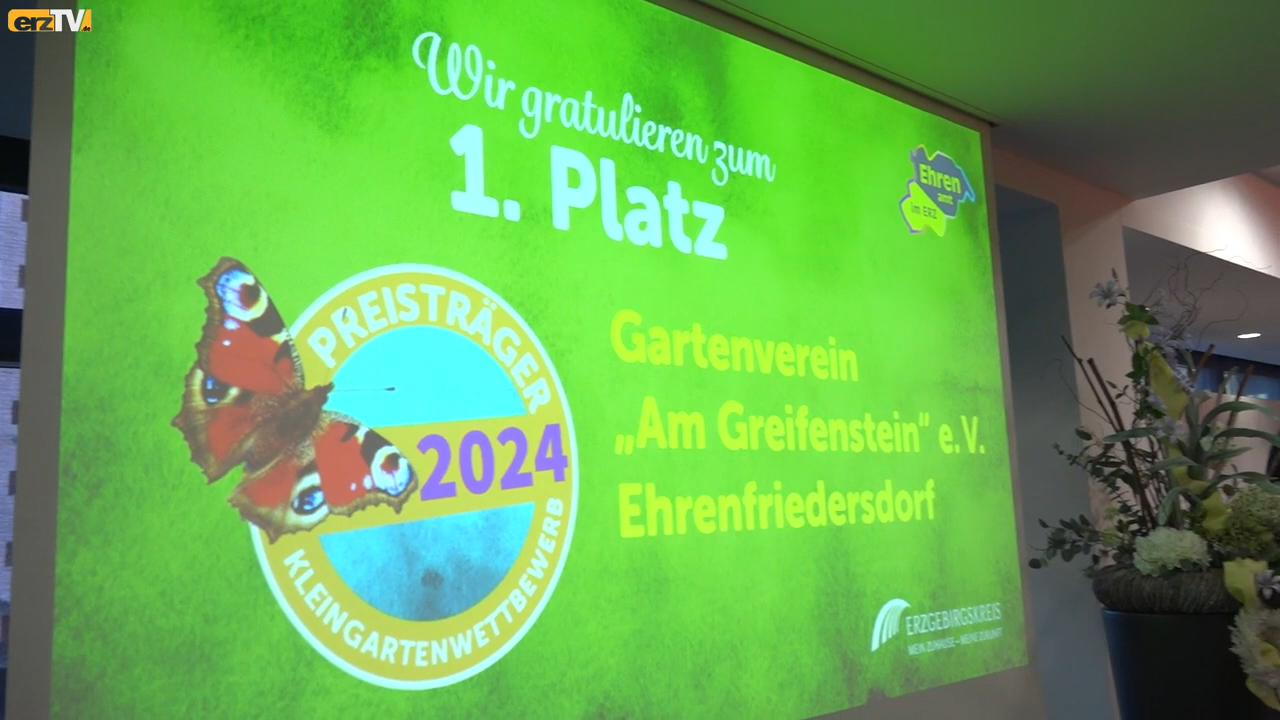 erzTV.de
Wir gratulieren zum
1. Platz
Ehren
amt
im ERZ
PREISTRÄGER
2024
KLEINGARTENWETTBEWERB
Gartenverein
„Am Greifenstein“ e. V.
Ehrenfriedersdorf
ERZGEBIRGSKREIS
MEIN ZUHAUSE – MEINE ZUKUNFT